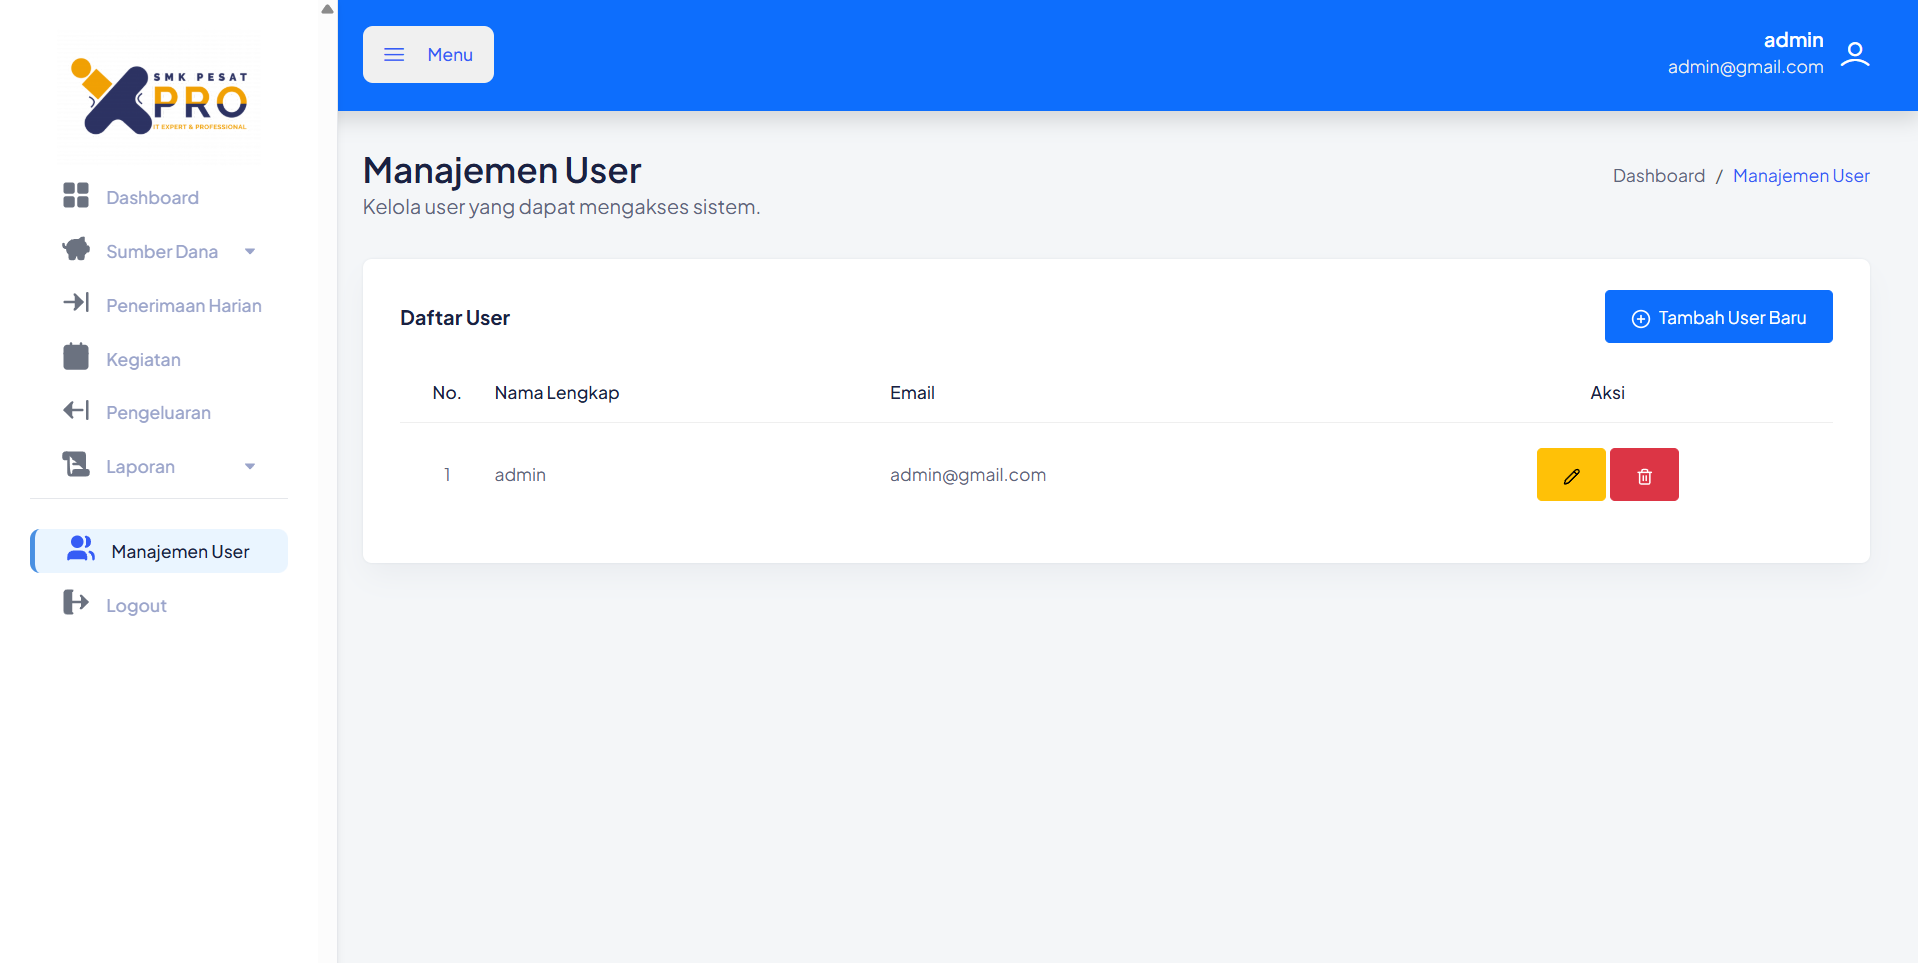 SMK PESAT
PRO
IT EXPERT & PROFESSIONAL
Dashboard
Sumber Dana
Penerimaan Harian
Kegiatan
Pengeluaran
Laporan
Manajemen User
Logout
Menu
admin
admin@gmail.com
Manajemen User
Kelola user yang dapat mengakses sistem.
Dashboard / Manajemen User
Daftar User
Tambah User Baru
No. Nama Lengkap Email Aksi
1 admin admin@gmail.com